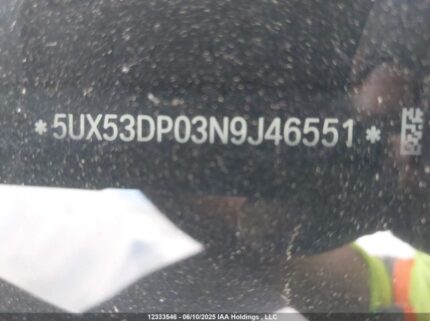 *5UX53DP03N9J46551*
12333546 - 06/10/2025 IAA Holdings , LLC